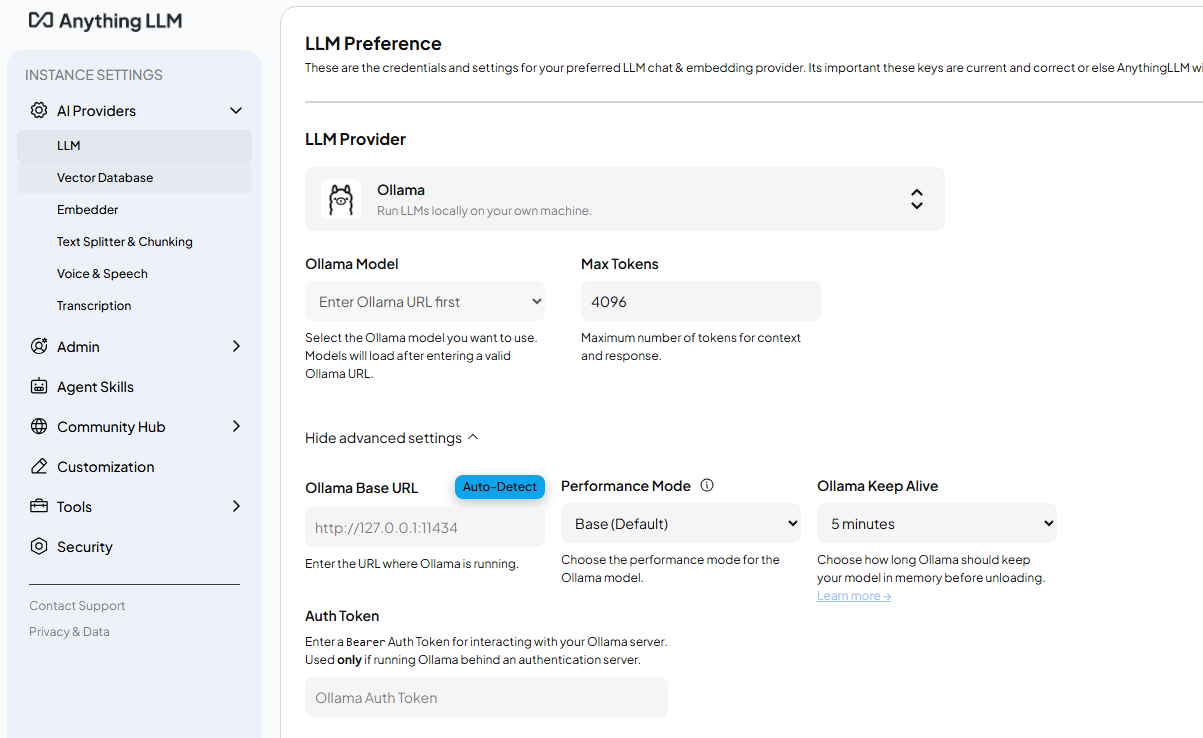 Anything LLM
INSTANCE SETTINGS
AI Providers
LLM
Vector Database
Embedder
Text Splitter & Chunking
Voice & Speech
Transcription
Admin
Agent Skills
Community Hub
Customization
Tools
Security
Contact Support
Privacy & Data
LLM Preference
These are the credentials and settings for your preferred LLM chat & embedding provider. Its important these keys are current and correct or else AnythingLLM wi
LLM Provider
Ollama
Run LLMs locally on your own machine.
Ollama Model
Enter Ollama URL first
Select the Ollama model you want to use.
Models will load after entering a valid
Ollama URL.
Max Tokens
4096
Maximum number of tokens for context
and response.
Hide advanced settings
Ollama Base URL
Auto-Detect
http://127.0.0.1:11434
Enter the URL where Ollama is running.
Performance Mode
Base (Default)
Choose the performance mode for the
Ollama model.
Ollama Keep Alive
5 minutes
Choose how long Ollama should keep
your model in memory before unloading.
Learn more →
Auth Token
Enter a Bearer Auth Token for interacting with your Ollama server.
Used only if running Ollama behind an authentication server.
Ollama Auth Token